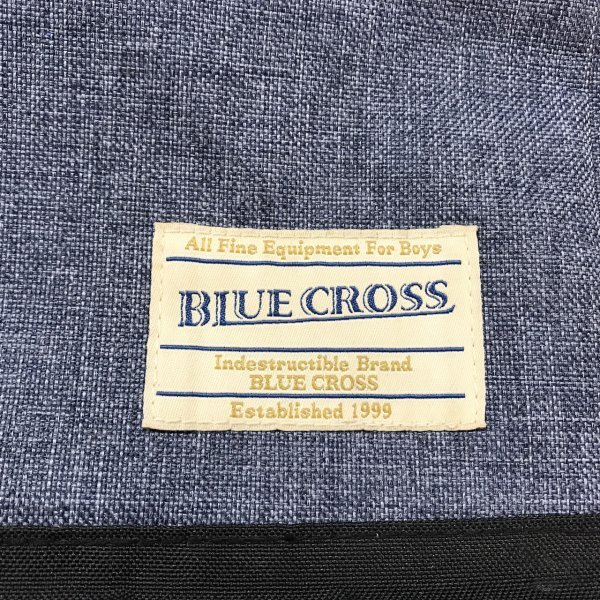 All Fine Equipment For Boys
BLUE CROSS
Indestructible Brand
BLUE CROSS
Established 1999